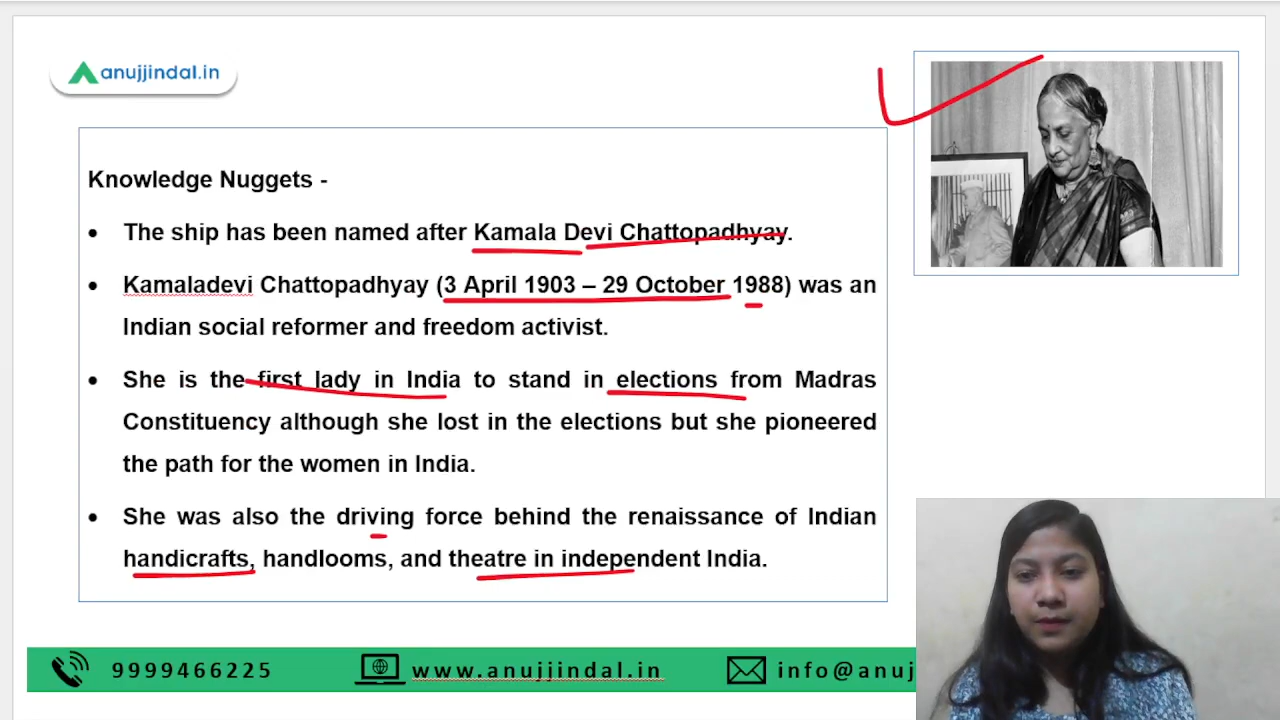 anujjindal.in
Knowledge Nuggets -
• The ship has been named after Kamala Devi Chattopadhyay.
• Kamaladevi Chattopadhyay (3 April 1903 – 29 October 1988) was an
Indian social reformer and freedom activist.
• She is the first lady in India to stand in elections from Madras
Constituency although she lost in the elections but she pioneered
the path for the women in India.
• She was also the driving force behind the renaissance of Indian
handicrafts, handlooms, and theatre in independent India.
9999466225 www.anujjindal.in info@anuj